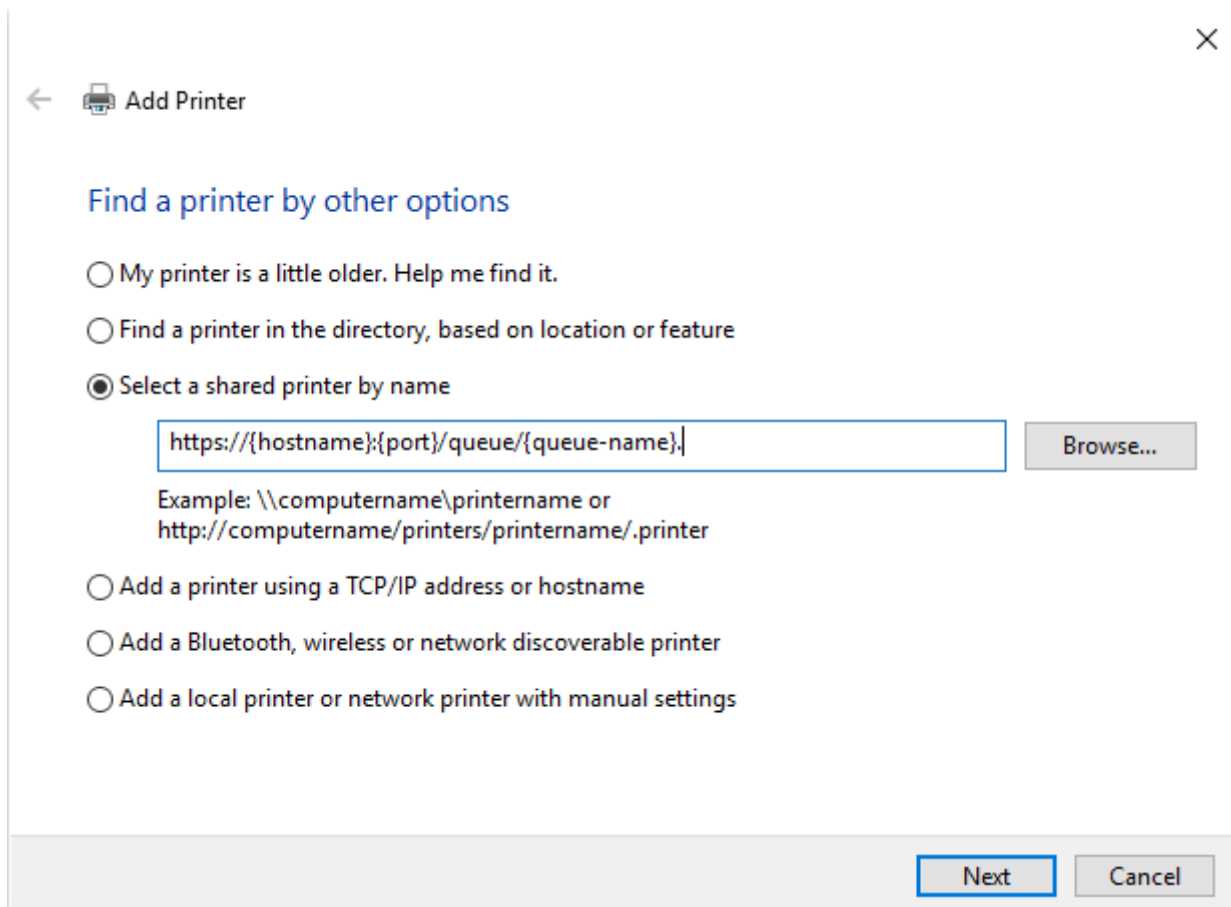 Add Printer
Find a printer by other options
My printer is a little older. Help me find it.
Find a printer in the directory, based on location or feature
Select a shared printer by name
https://{hostname}:{port}/queue/{queue-name}.
Browse...
Example: \\computername\printername or
http://computername/printers/printername/.printer
Add a printer using a TCP/IP address or hostname
Add a Bluetooth, wireless or network discoverable printer
Add a local printer or network printer with manual settings
Next
Cancel